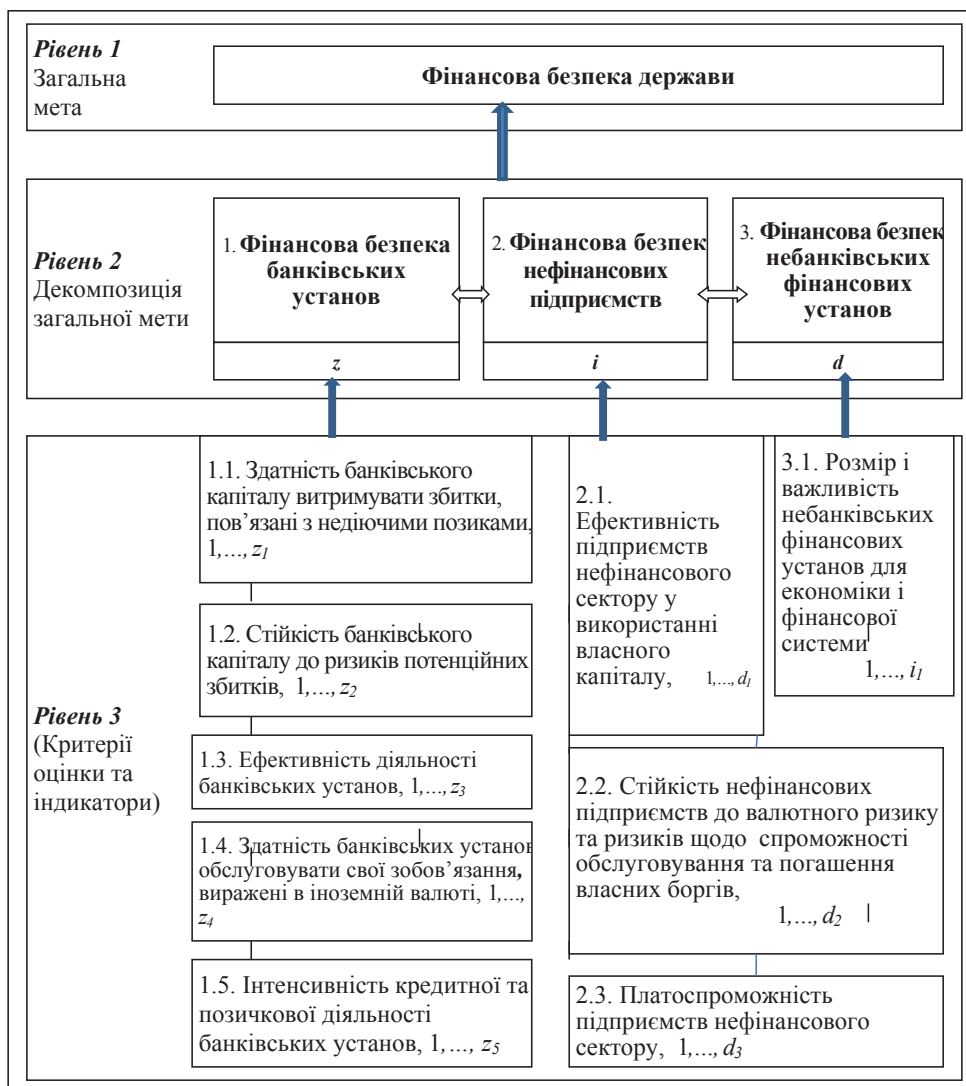 Рівень 1
Загальна
мета
Фінансова безпека держави
Рівень 2
Декомпозиція
загальної мети
1. Фінансова безпека
банківських
установ
z
2. Фінансова безпек
нефінансових
підприємств
i
3. Фінансова безпек
небанківських
фінансових
установ
d
Рівень 3
(Критерії
оцінки та
індикатори)
1.1. Здатність банківського
капіталу витримувати збитки,
пов’язані з недіючими позиками,
1,..., z1
1.2. Стійкість банківського
капіталу до ризиків потенційних
збитків, 1,..., z2
1.3. Ефективність діяльності
банківських установ, 1,..., z3
1.4. Здатність банківських установ
обслуговувати свої зобов’язання,
виражені в іноземній валюті, 1,...,
z4
1.5. Інтенсивність кредитної та
позичкової діяльності
банківських установ, 1,..., z5
2.1.
Ефективність
підприємств
нефінансового
сектору у
використанні
власного
капіталу, 1,..., d1
2.2. Стійкість нефінансових
підприємств до валютного ризику
та ризиків щодо спроможності
обслуговування та погашення
власних боргів,
1,..., d2
2.3. Платоспроможність
підприємств нефінансового
сектору, 1,..., d3
3.1. Розмір і
важливість
небанківських
фінансових
установ для
економіки і
фінансової
системи
1,..., i1